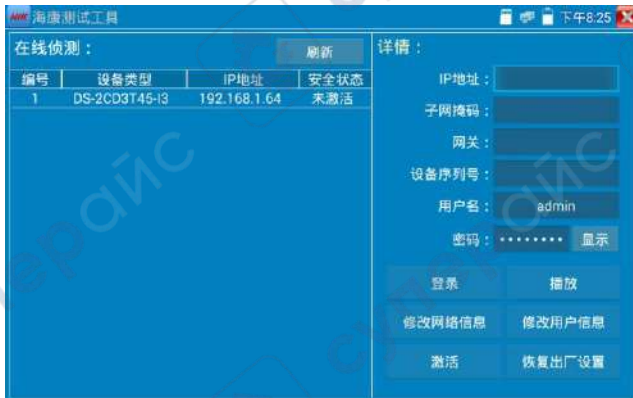 海康测试工具
下午8:25
在线侦测：
刷新
编号 设备类型 IP地址 安全状态
1 DS-2CD3T45-I3 192.168.1.64 未激活
详情：
IP地址：
子网掩码：
网关：
设备序列号：
用户名： admin
密码： •••••••• 显示
登录 播放
修改网络信息 修改用户信息
激活 恢复出厂设置